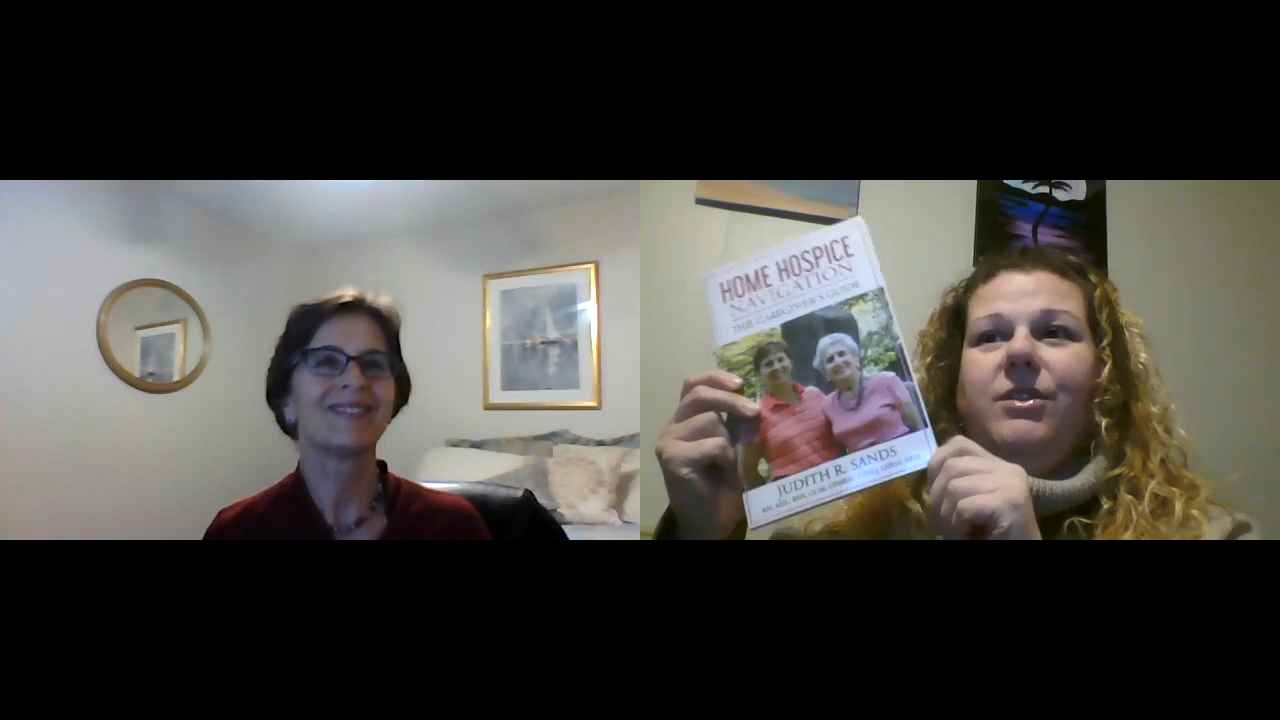 HOME HOSPICE
NAVIGATION
THE CAREGIVER'S GUIDE
JUDITH R. SANDS